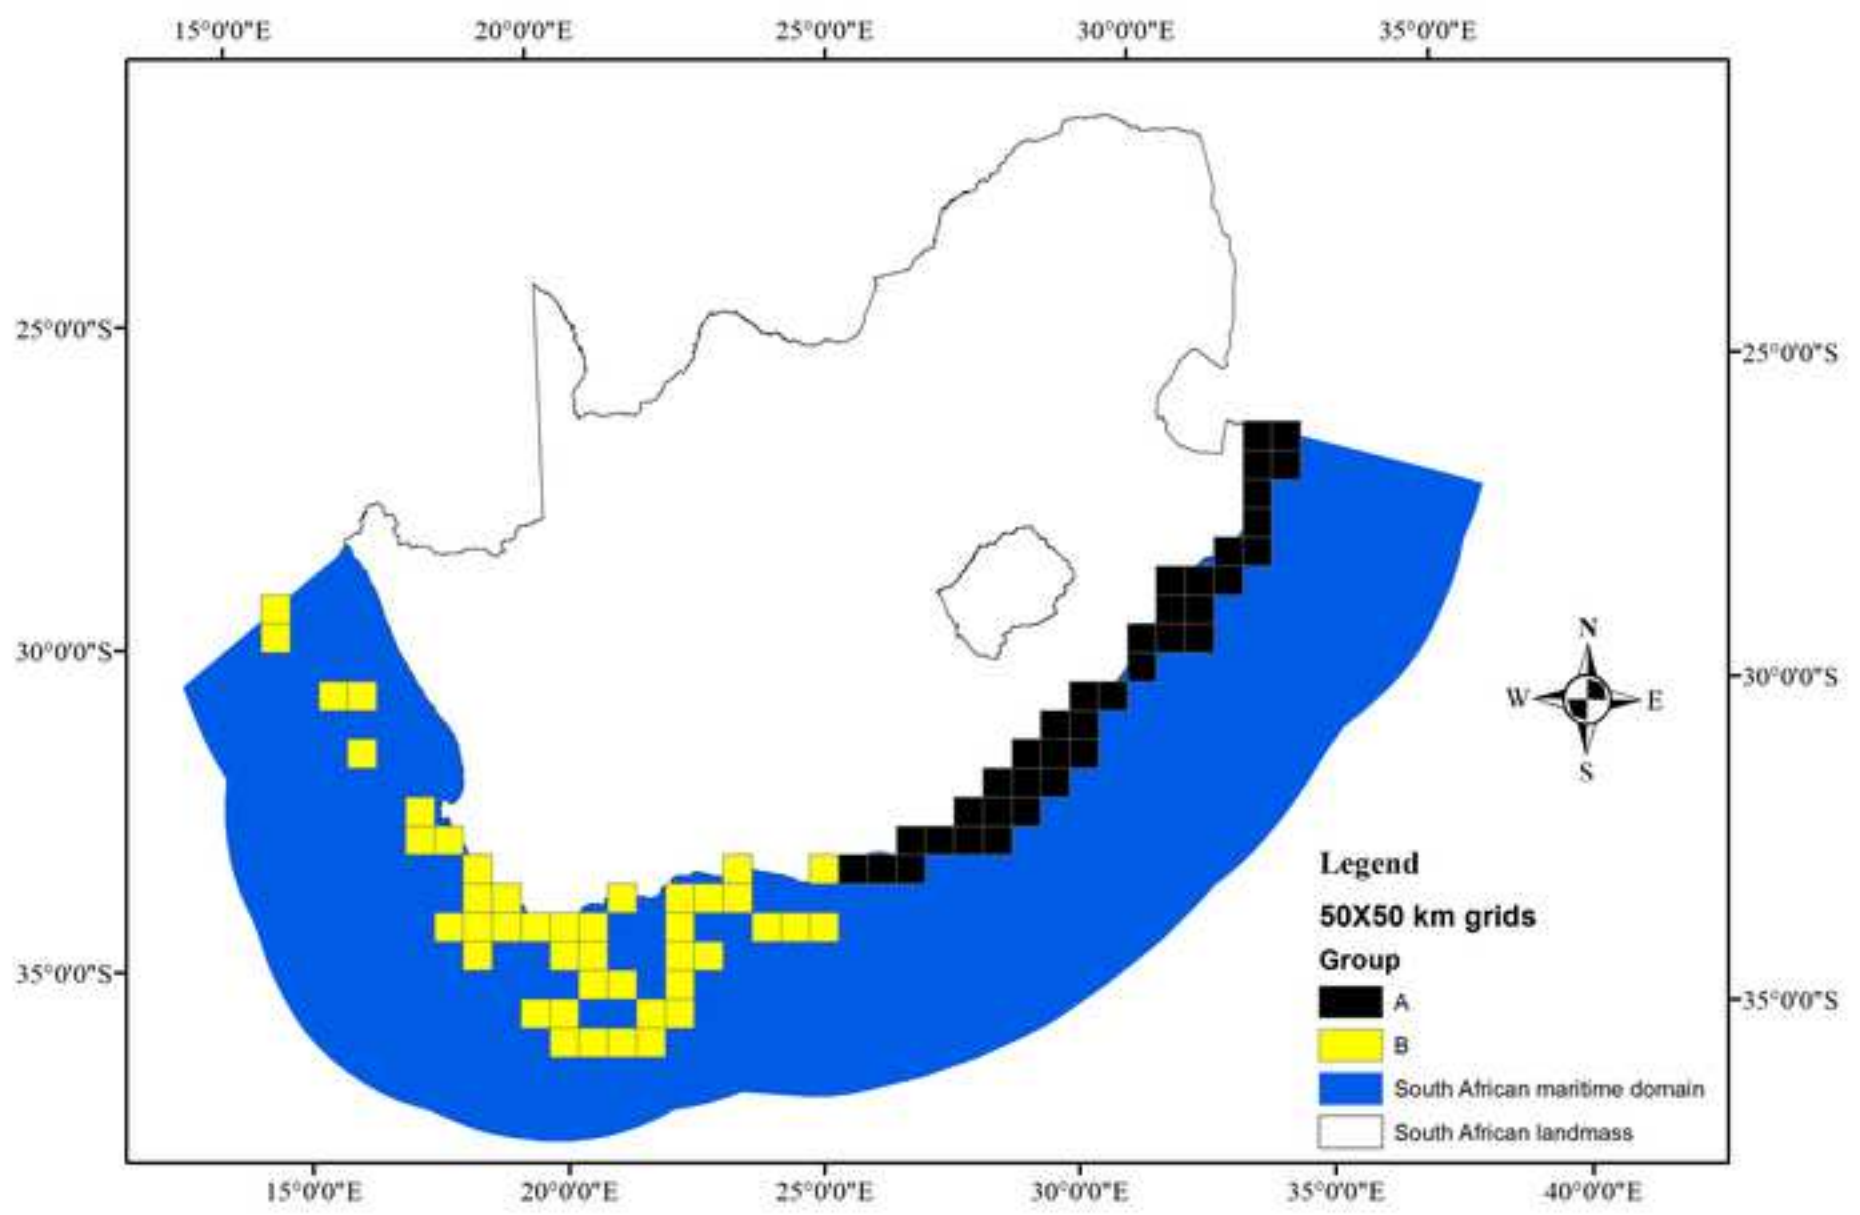 15°0'0"E 20°0'0"E 25°0'0"E 30°0'0"E 35°0'0"E
25°0'0"S 25°0'0"S
30°0'0"S 30°0'0"S
35°0'0"S 35°0'0"S
N
W E
S
Legend
50X50 km grids
Group
A
B
South African maritime domain
South African landmass
15°0'0"E 20°0'0"E 25°0'0"E 30°0'0"E 35°0'0"E 40°0'0"E